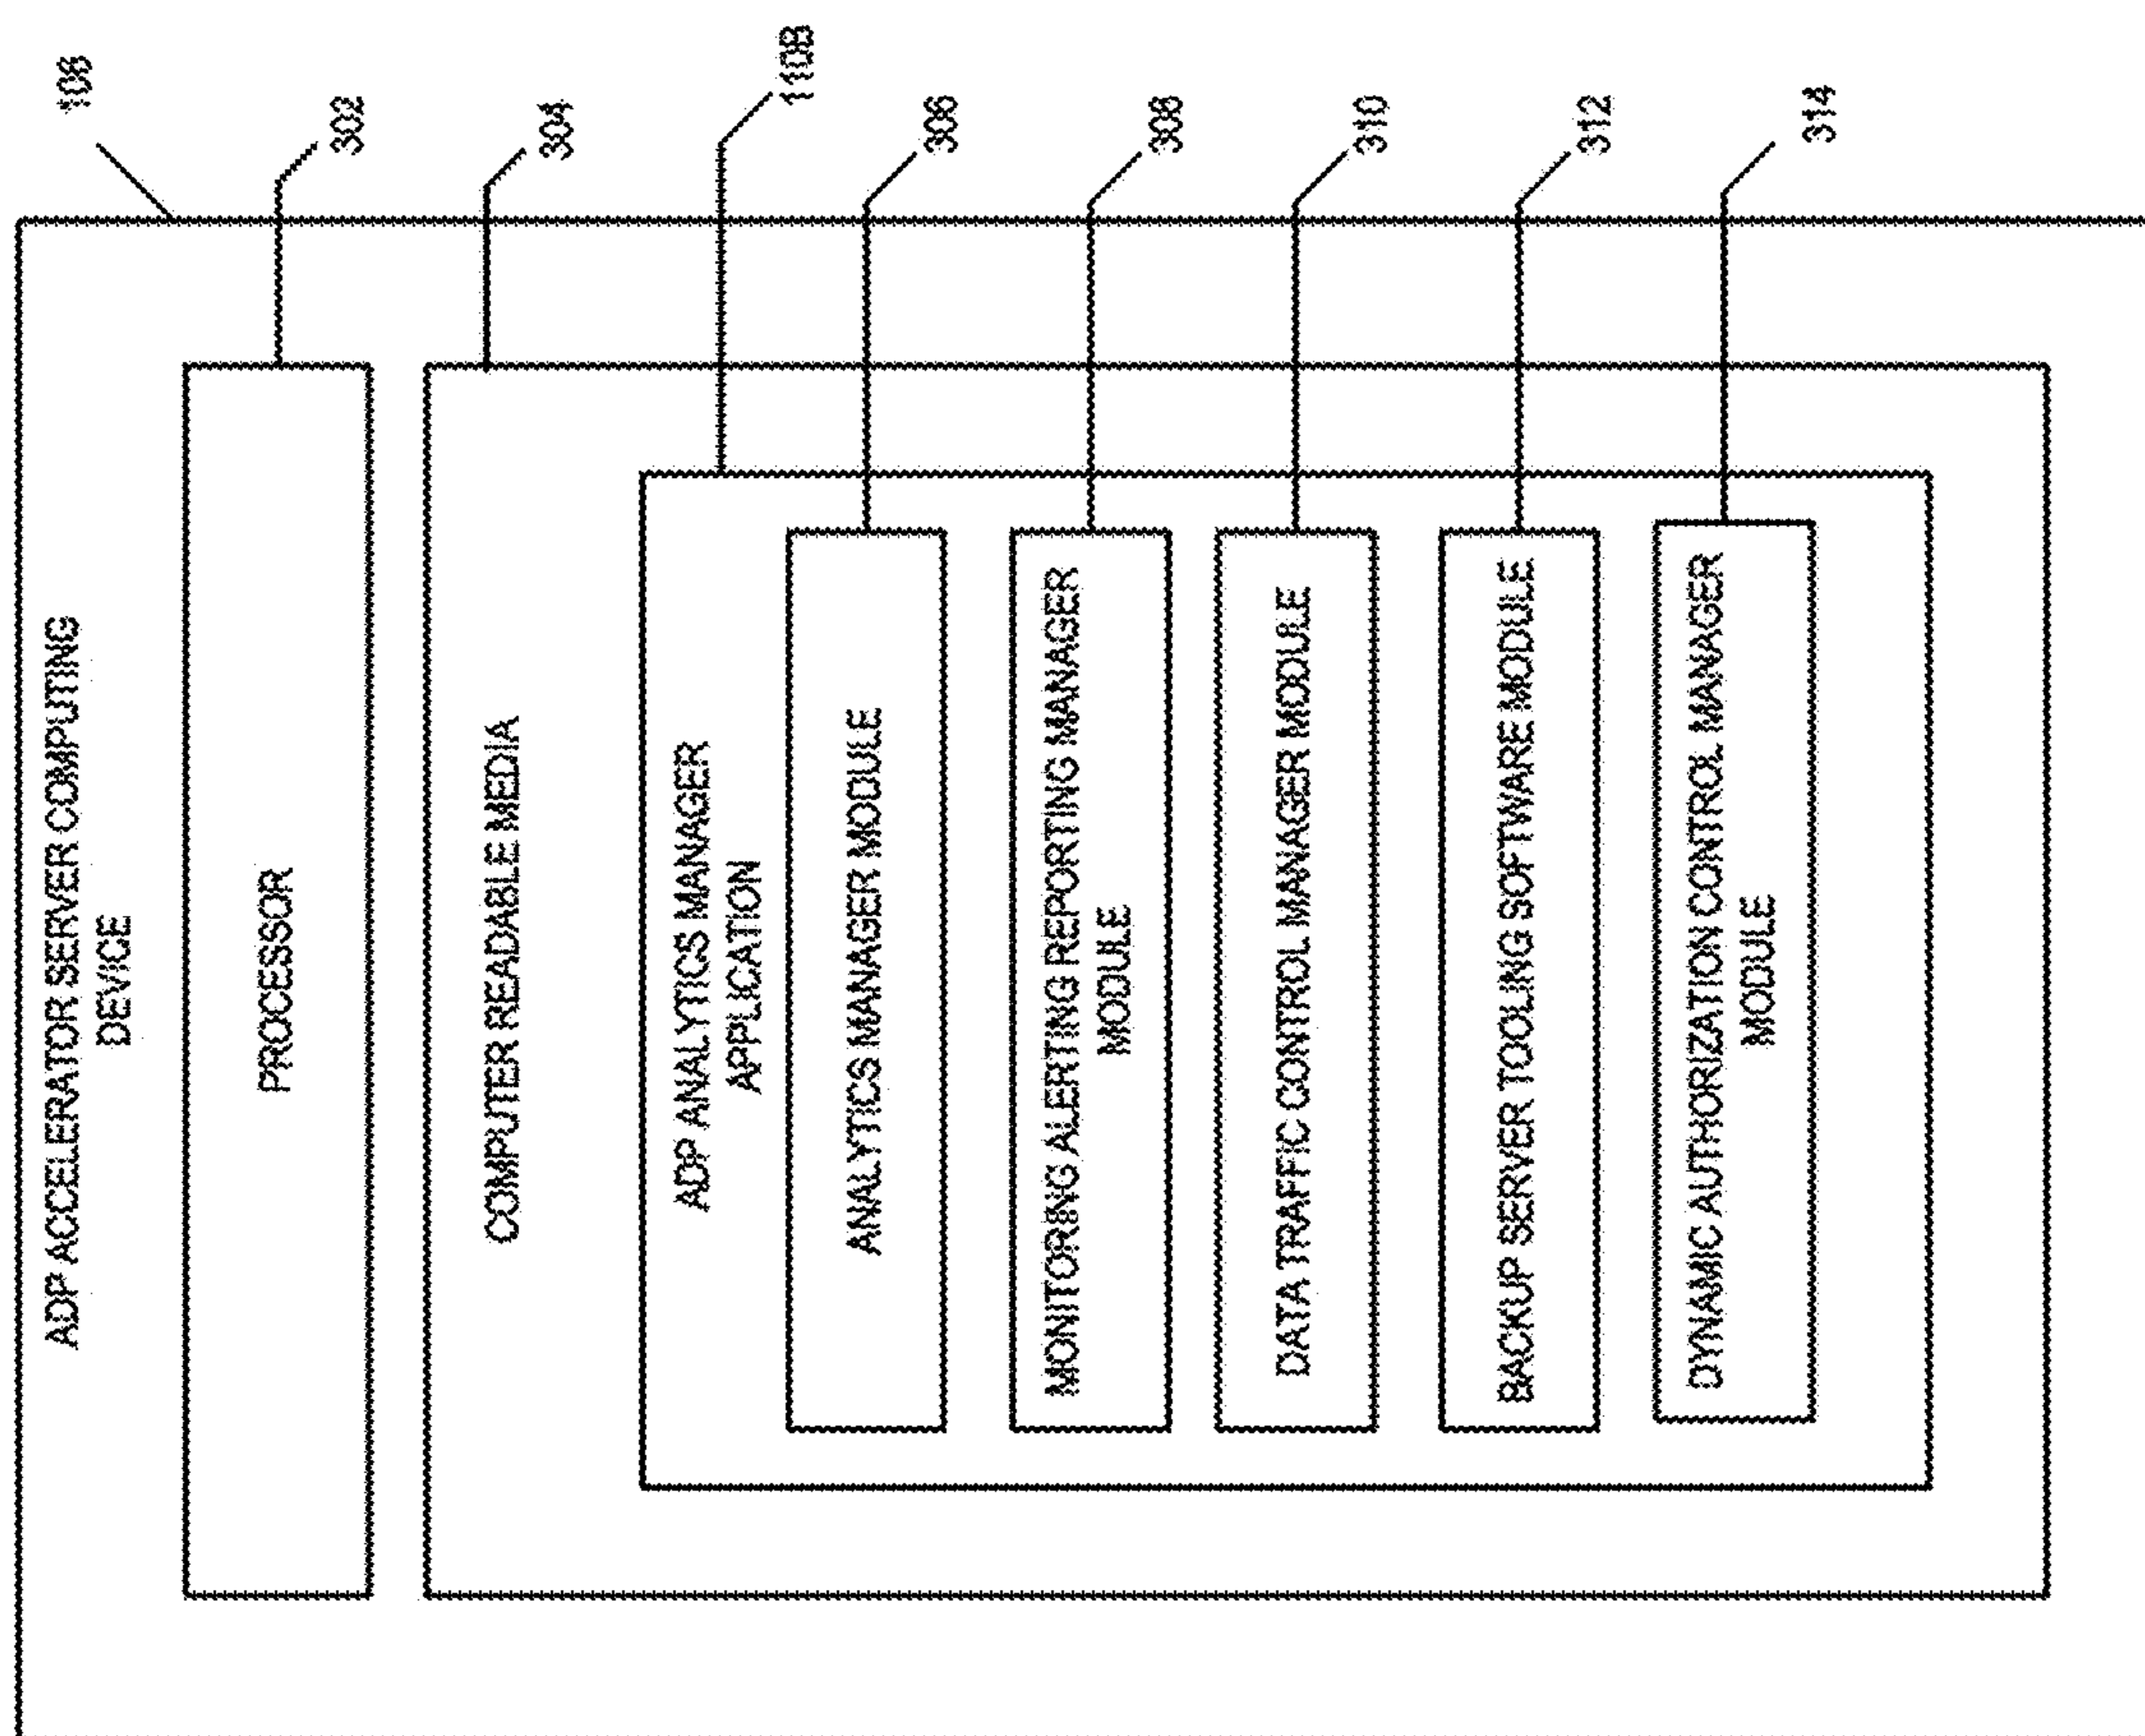 ADP ACCELERATOR SERVER COMPUTING
DEVICE
106
PROCESSOR
302
COMPUTER READABLE MEDIA
304
ADP ANALYTICS MANAGER
APPLICATION
110B
ANALYTICS MANAGER MODULE
306
MONITORING ALERTING REPORTING MANAGER
MODULE
308
DATA TRAFFIC CONTROL MANAGER MODULE
310
BACKUP SERVER TOOLING SOFTWARE MODULE
312
DYNAMIC AUTHORIZATION CONTROL MANAGER
MODULE
314